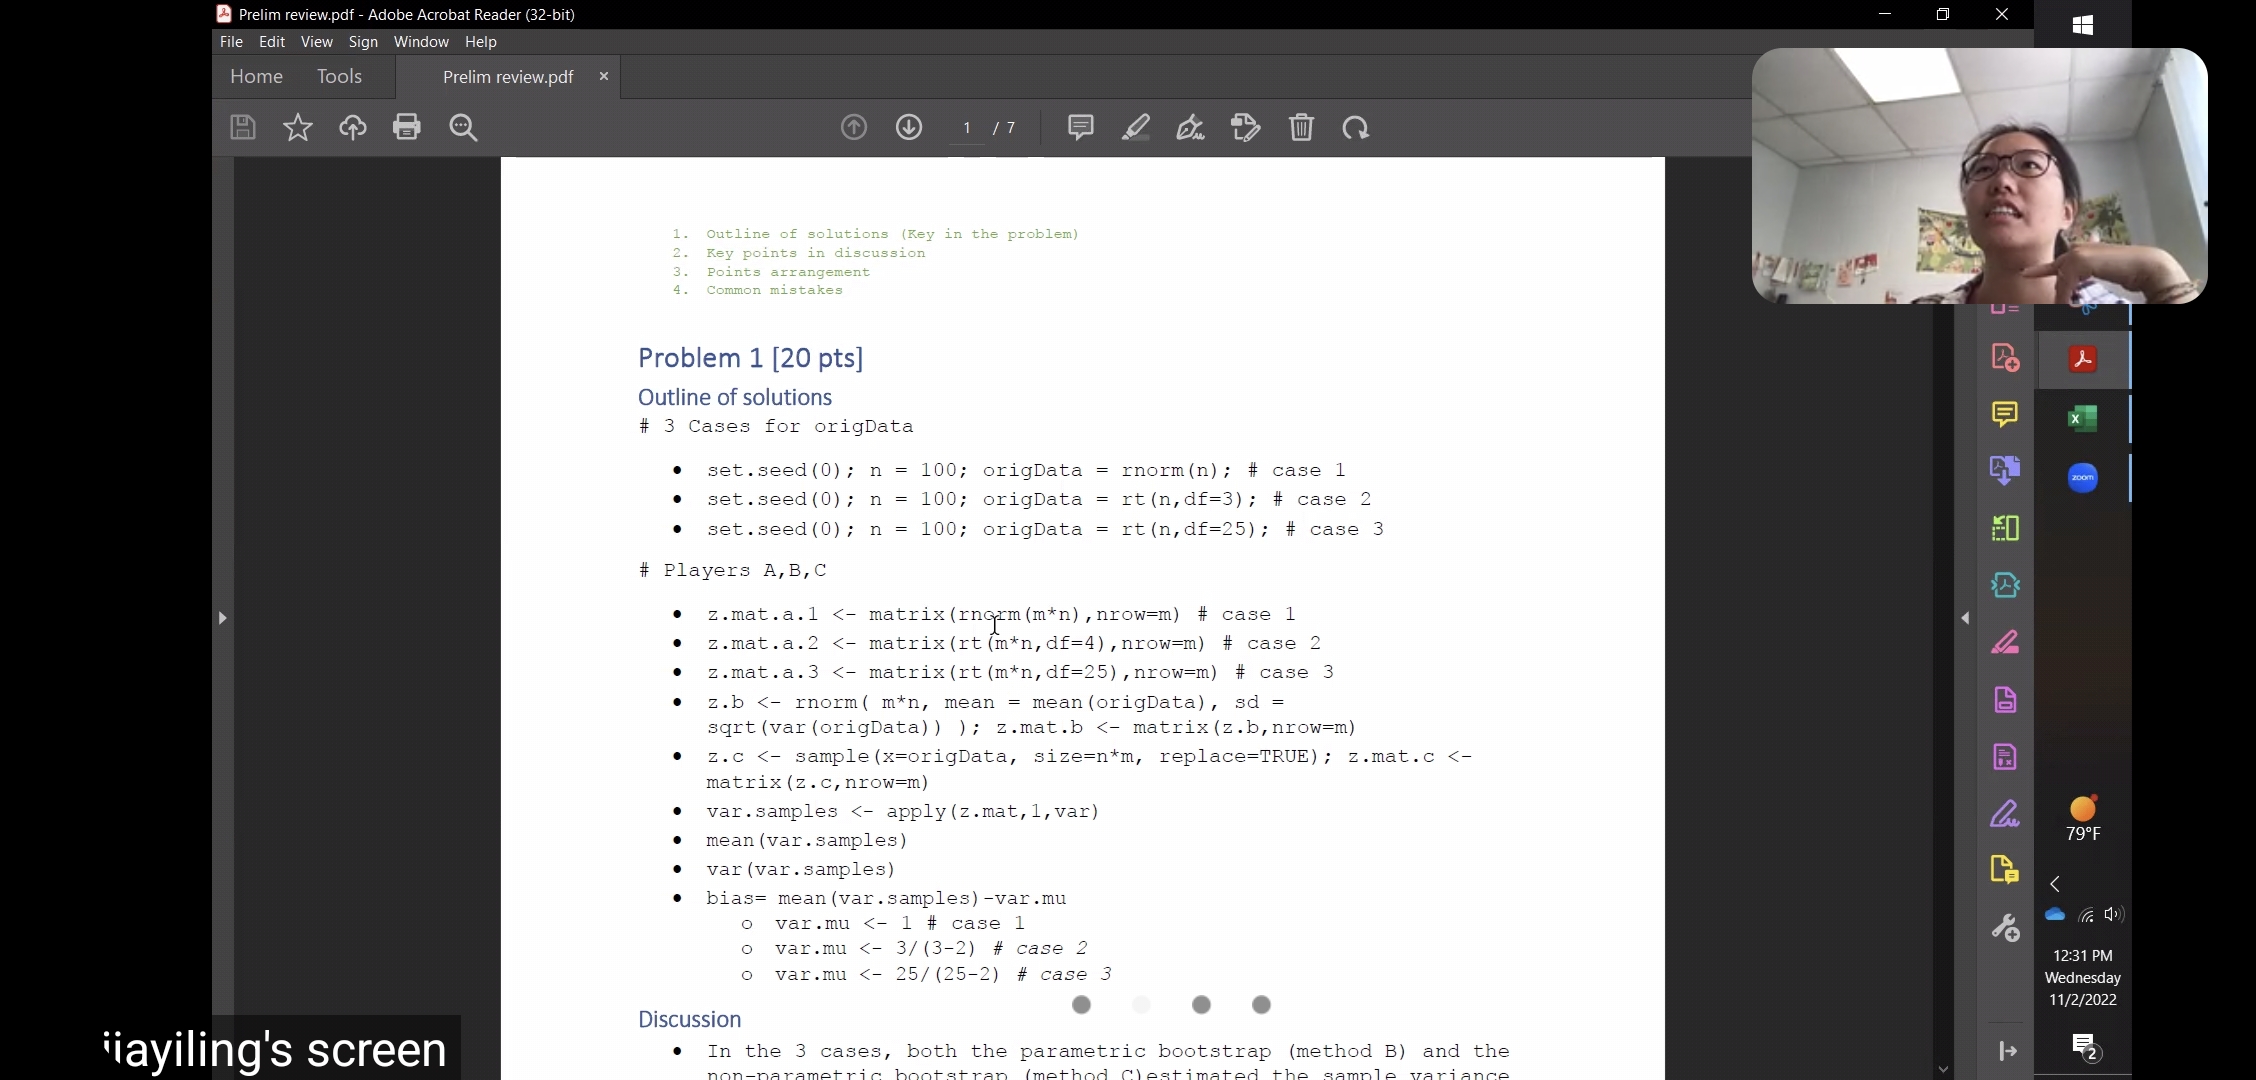 Prelim review.pdf - Adobe Acrobat Reader (32-bit)
File Edit View Sign Window Help
Home Tools Prelim review.pdf ×
1 / 7
1. Outline of solutions (Key in the problem)
2. Key points in discussion
3. Points arrangement
4. Common mistakes
Problem 1 [20 pts]
Outline of solutions
# 3 Cases for origData
• set.seed(0); n = 100; origData = rnorm(n); # case 1
• set.seed(0); n = 100; origData = rt(n,df=3); # case 2
• set.seed(0); n = 100; origData = rt(n,df=25); # case 3
# Players A,B,C
• z.mat.a.1 <- matrix(rnorm(m*n),nrow=m) # case 1
• z.mat.a.2 <- matrix(rt(m*n,df=4),nrow=m) # case 2
• z.mat.a.3 <- matrix(rt(m*n,df=25),nrow=m) # case 3
• z.b <- rnorm( m*n, mean = mean(origData), sd =
sqrt(var(origData)) ); z.mat.b <- matrix(z.b,nrow=m)
• z.c <- sample(x=origData, size=n*m, replace=TRUE); z.mat.c <-
matrix(z.c,nrow=m)
• var.samples <- apply(z.mat,1,var)
• mean(var.samples)
• var(var.samples)
• bias= mean(var.samples)-var.mu
o var.mu <- 1 # case 1
o var.mu <- 3/(3-2) # case 2
o var.mu <- 25/(25-2) # case 3
Discussion
• In the 3 cases, both the parametric bootstrap (method B) and the
non-parametric bootstrap (method C)estimated the sample variance
zoom
79°F
12:31 PM
Wednesday
11/2/2022
2
jiayiling's screen